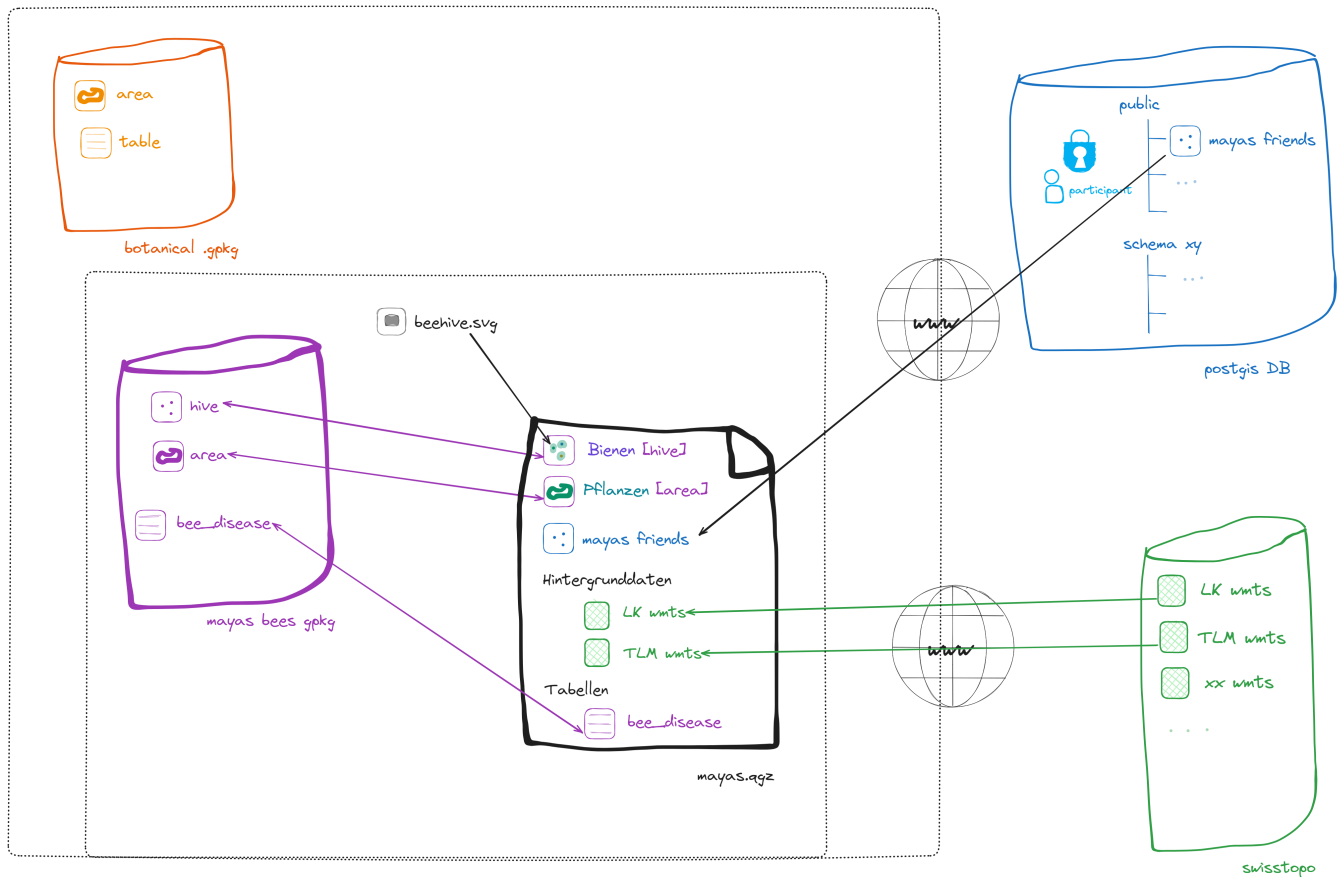 area
table
botanical .gpkg
public
mayas friends
...
participant
schema xy
...
postgis DB
www
beehive.svg
hive
area
bee_disease
mayas bees gpkg
Bienen [hive]
Pflanzen [area]
mayas friends
Hintergrunddaten
LK wmts
TLM wmts
Tabellen
bee_disease
mayas.qgz
www
LK wmts
TLM wmts
xx wmts
. . .
swisstopo